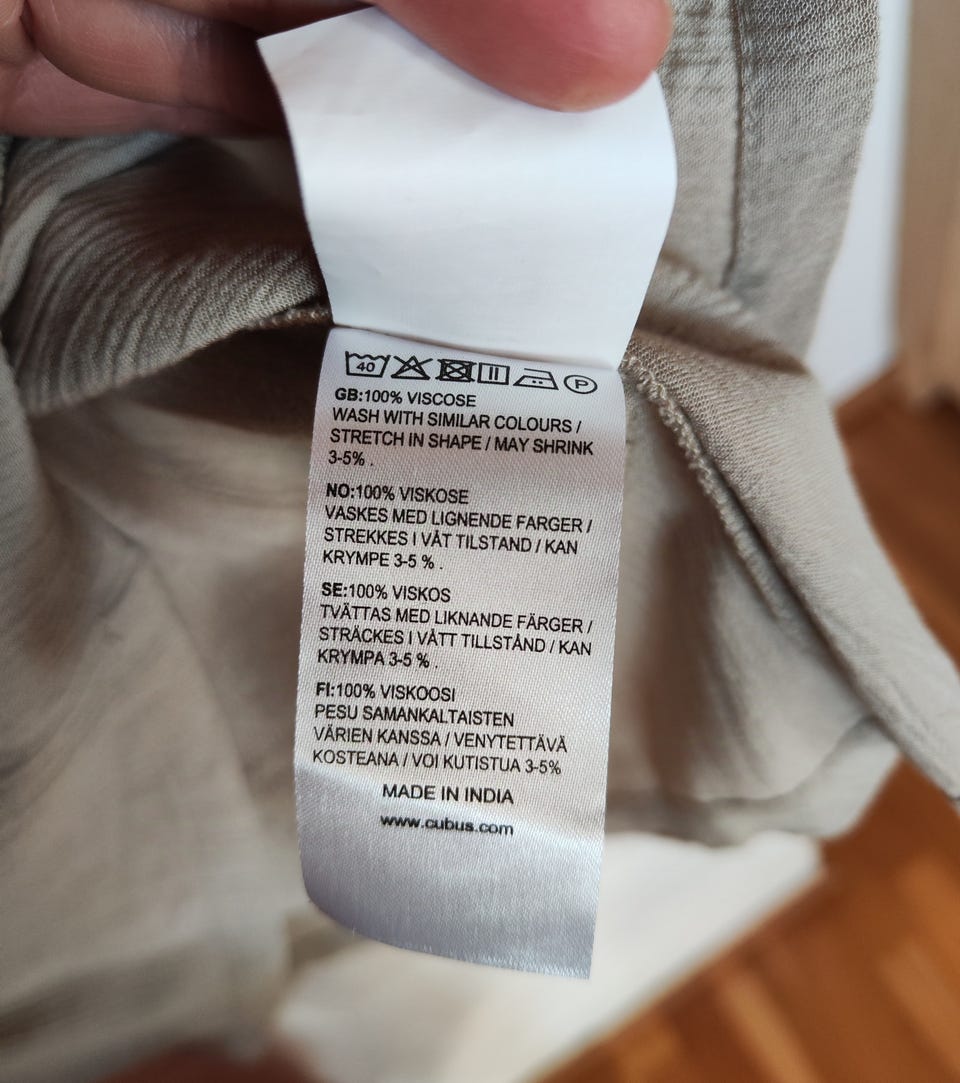 40 P
GB:100% VISCOSE
WASH WITH SIMILAR COLOURS /
STRETCH IN SHAPE / MAY SHRINK
3-5% .
NO:100% VISKOSE
VASKES MED LIGNENDE FARGER /
STREKKES I VÅT TILSTAND / KAN
KRYMPE 3-5 % .
SE:100% VISKOS
TVÄTTAS MED LIKNANDE FÄRGER /
STRÄCKES I VÅTT TILLSTÅND / KAN
KRYMPA 3-5 % .
FI:100% VISKOOSI
PESU SAMANKALTAISTEN
VÄRIEN KANSSA / VENYTETTÄVÄ
KOSTEANA / VOI KUTISTUA 3-5%
MADE IN INDIA
www.cubus.com